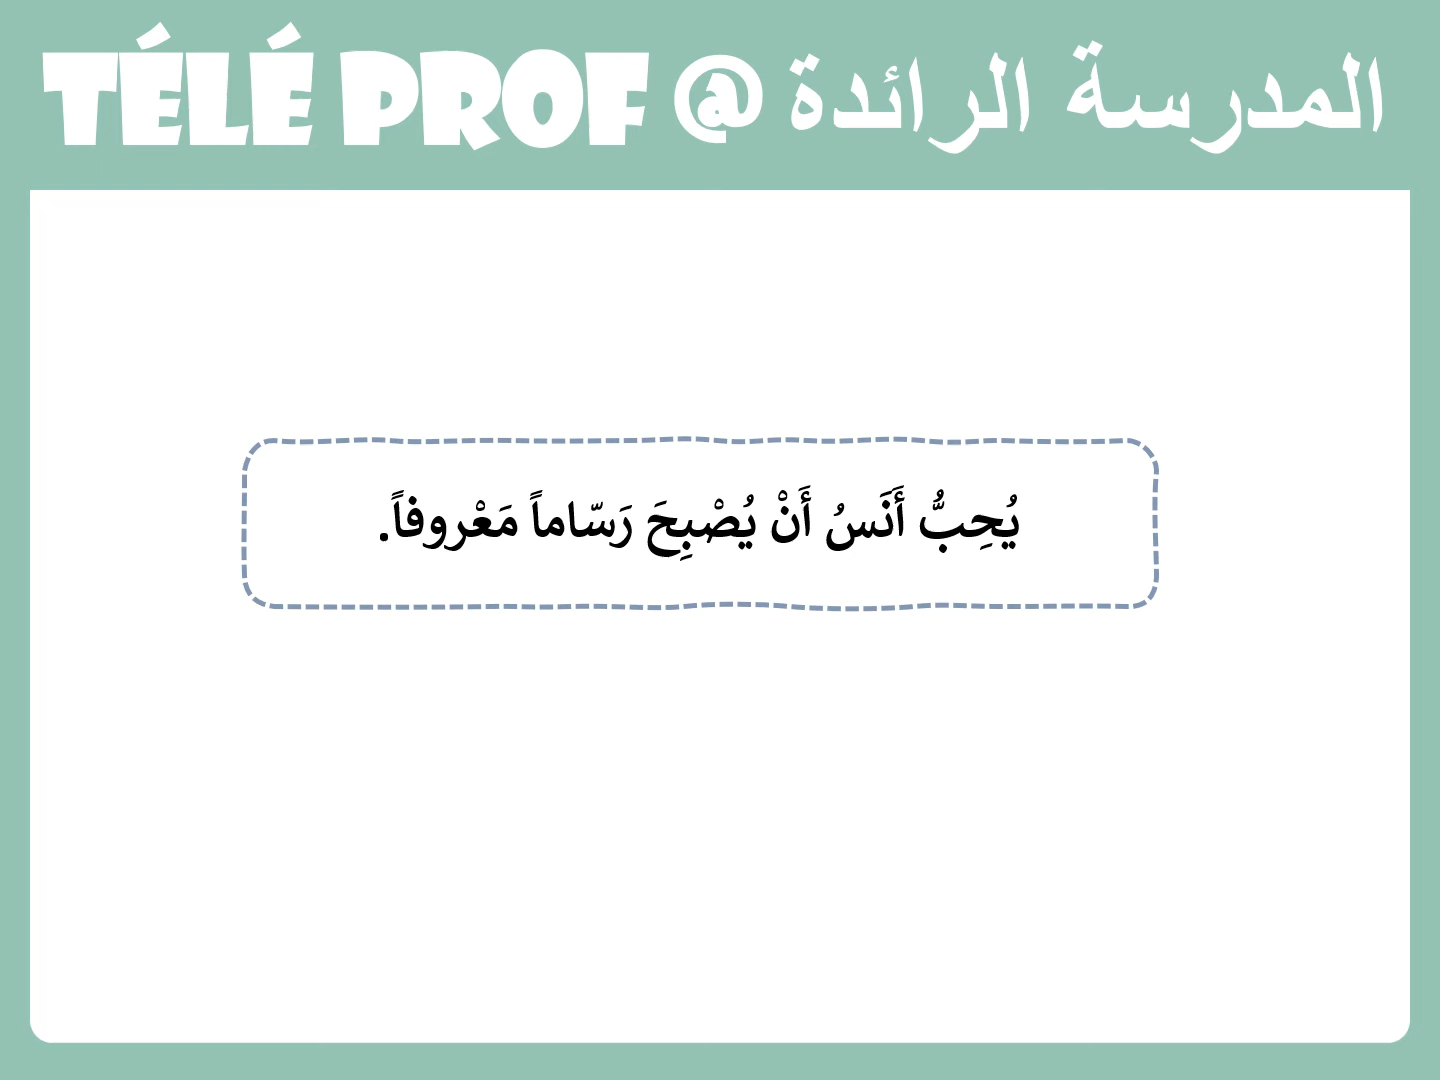 TÉLÉ PROF @ المدرسة الرائدة
يُحِبُّ أَنَسُ أَنْ يُصْبِحَ رَسّاماً مَعْروفاً.